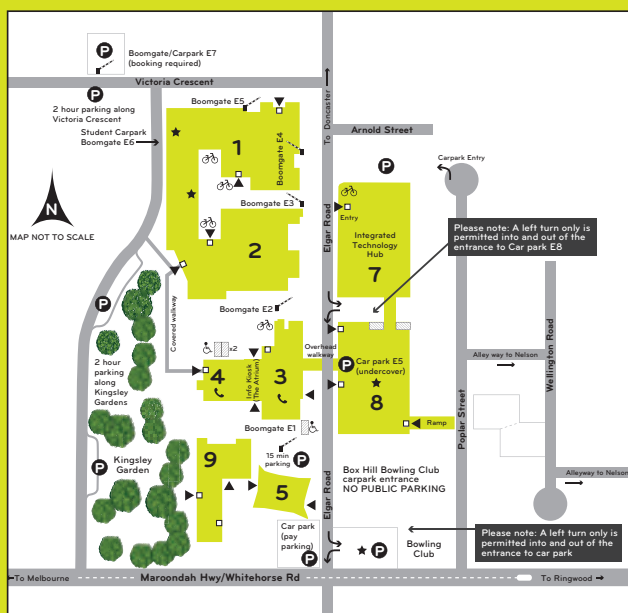 Boomgate/Carpark E7
(booking required)
Victoria Crescent
2 hour parking along
Victoria Crescent
Student Carpark
Boomgate E6
Boomgate E5
Boomgate E4
Boomgate E3
1
2
To Doncaster
Arnold Street
Carpark Entry
N
MAP NOT TO SCALE
Elgar Road
Entry
Integrated
Technology
Hub
7
Please note: A left turn only is
permitted into and out of the
entrance to Car park E8
Boomgate E2
Covered walkway
x2
Overhead
walkway
2 hour
parking
along
Kingsley
Gardens
4
Info Kiosk
(The Atrium)
3
Car park E5
(undercover)
8
Ramp
Poplar Street
Alley way to Nelson
Wellington Road
Boomgate E1
15 min
parking
Kingsley
Garden
9
5
Elgar Road
Box Hill Bowling Club
carpark entrance
NO PUBLIC PARKING
Alleyway to Nelson
Car park
(pay
parking)
Bowling
Club
Please note: A left turn only is
permitted into and out of the
entrance to car park
To Melbourne
Maroondah Hwy/Whitehorse Rd
To Ringwood
P
P
P
P
P
P
P
P
P